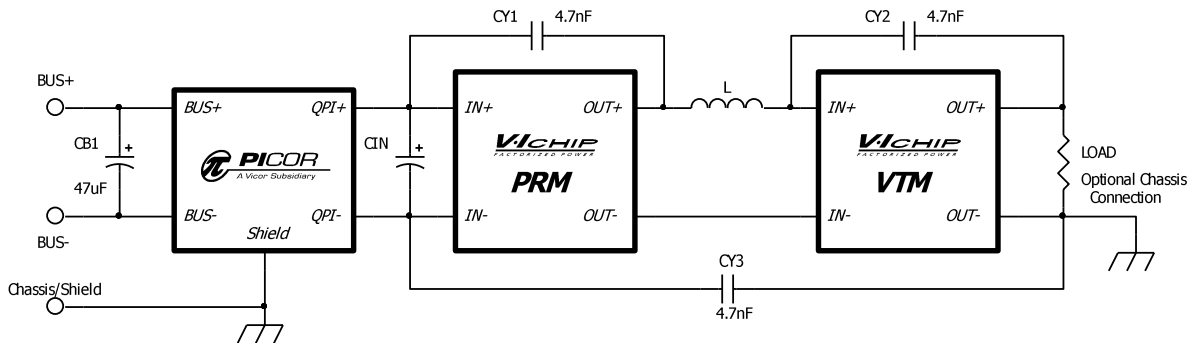 CY1 4.7nF
CY2 4.7nF
BUS+
BUS+ QPI+
IN+ OUT+
L
IN+ OUT+
CB1
+
π PICOR
A Vicor Subsidiary
CIN
+
V·I CHIP
FACTORIZED POWER
PRM
V·I CHIP
FACTORIZED POWER
VTM
LOAD
Optional Chassis
Connection
47uF
BUS-
BUS- QPI-
Shield
IN- OUT-
IN- OUT-
CY3
4.7nF
Chassis/Shield